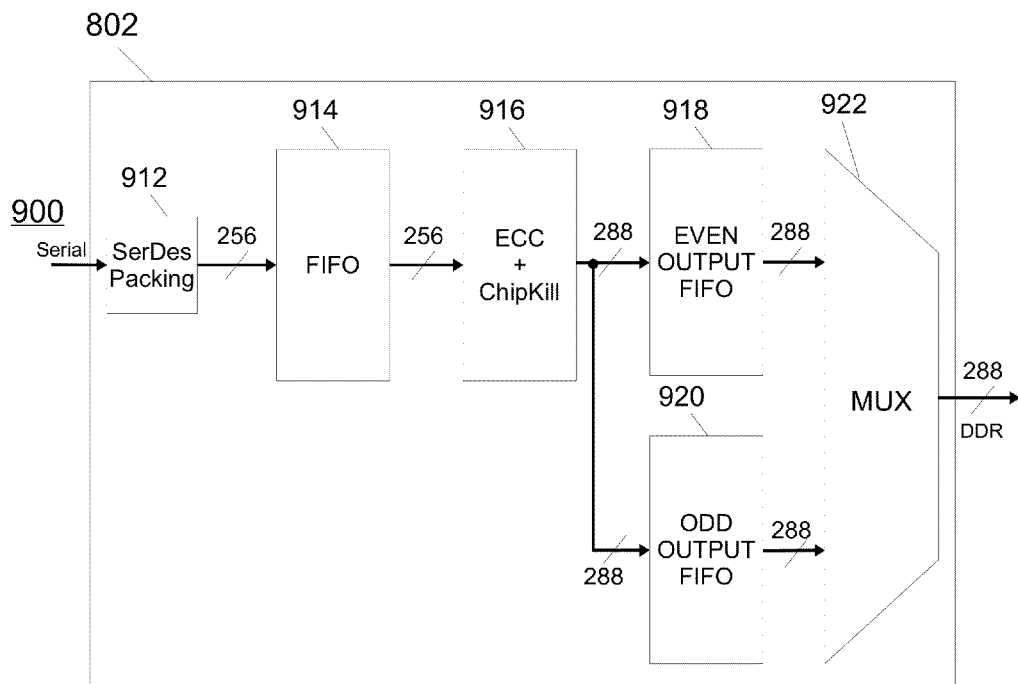 802
914
916
918
922
912
900
Serial
SerDes
Packing
256
FIFO
256
ECC
+
ChipKill
288
EVEN
OUTPUT
FIFO
288
920
MUX
288
DDR
288
ODD
OUTPUT
FIFO
288